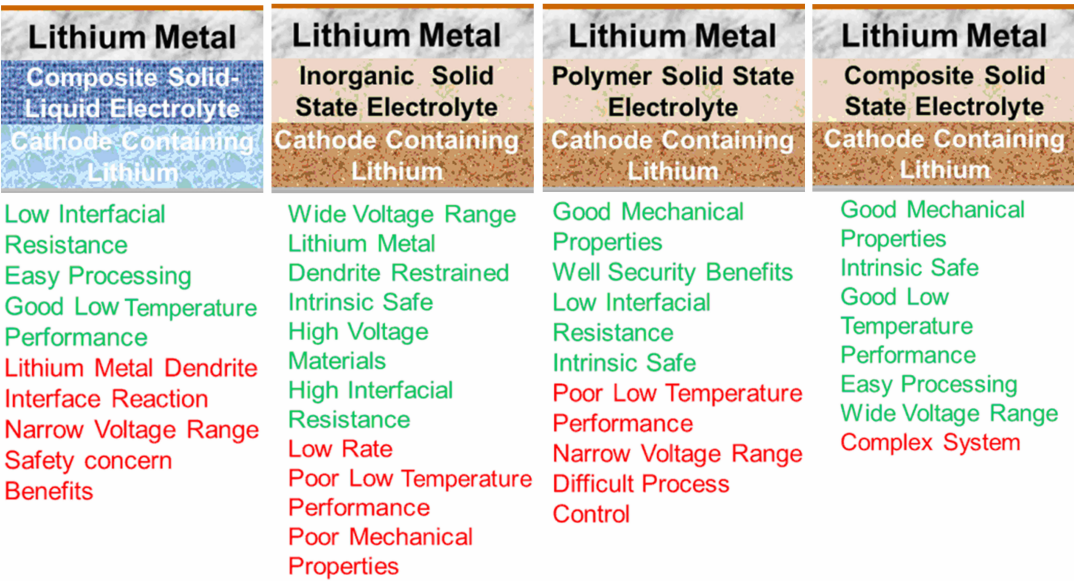 Lithium Metal
Composite Solid-
Liquid Electrolyte
Cathode Containing
Lithium
Low Interfacial
Resistance
Easy Processing
Good Low Temperature
Performance
Lithium Metal Dendrite
Interface Reaction
Narrow Voltage Range
Safety concern
Benefits
Lithium Metal
Inorganic Solid
State Electrolyte
Cathode Containing
Lithium
Wide Voltage Range
Lithium Metal
Dendrite Restrained
Intrinsic Safe
High Voltage
Materials
High Interfacial
Resistance
Low Rate
Poor Low Temperature
Performance
Poor Mechanical
Properties
Lithium Metal
Polymer Solid State
Electrolyte
Cathode Containing
Lithium
Good Mechanical
Properties
Well Security Benefits
Low Interfacial
Resistance
Intrinsic Safe
Poor Low Temperature
Performance
Narrow Voltage Range
Difficult Process
Control
Lithium Metal
Composite Solid
State Electrolyte
Cathode Containing
Lithium
Good Mechanical
Properties
Intrinsic Safe
Good Low
Temperature
Performance
Easy Processing
Wide Voltage Range
Complex System